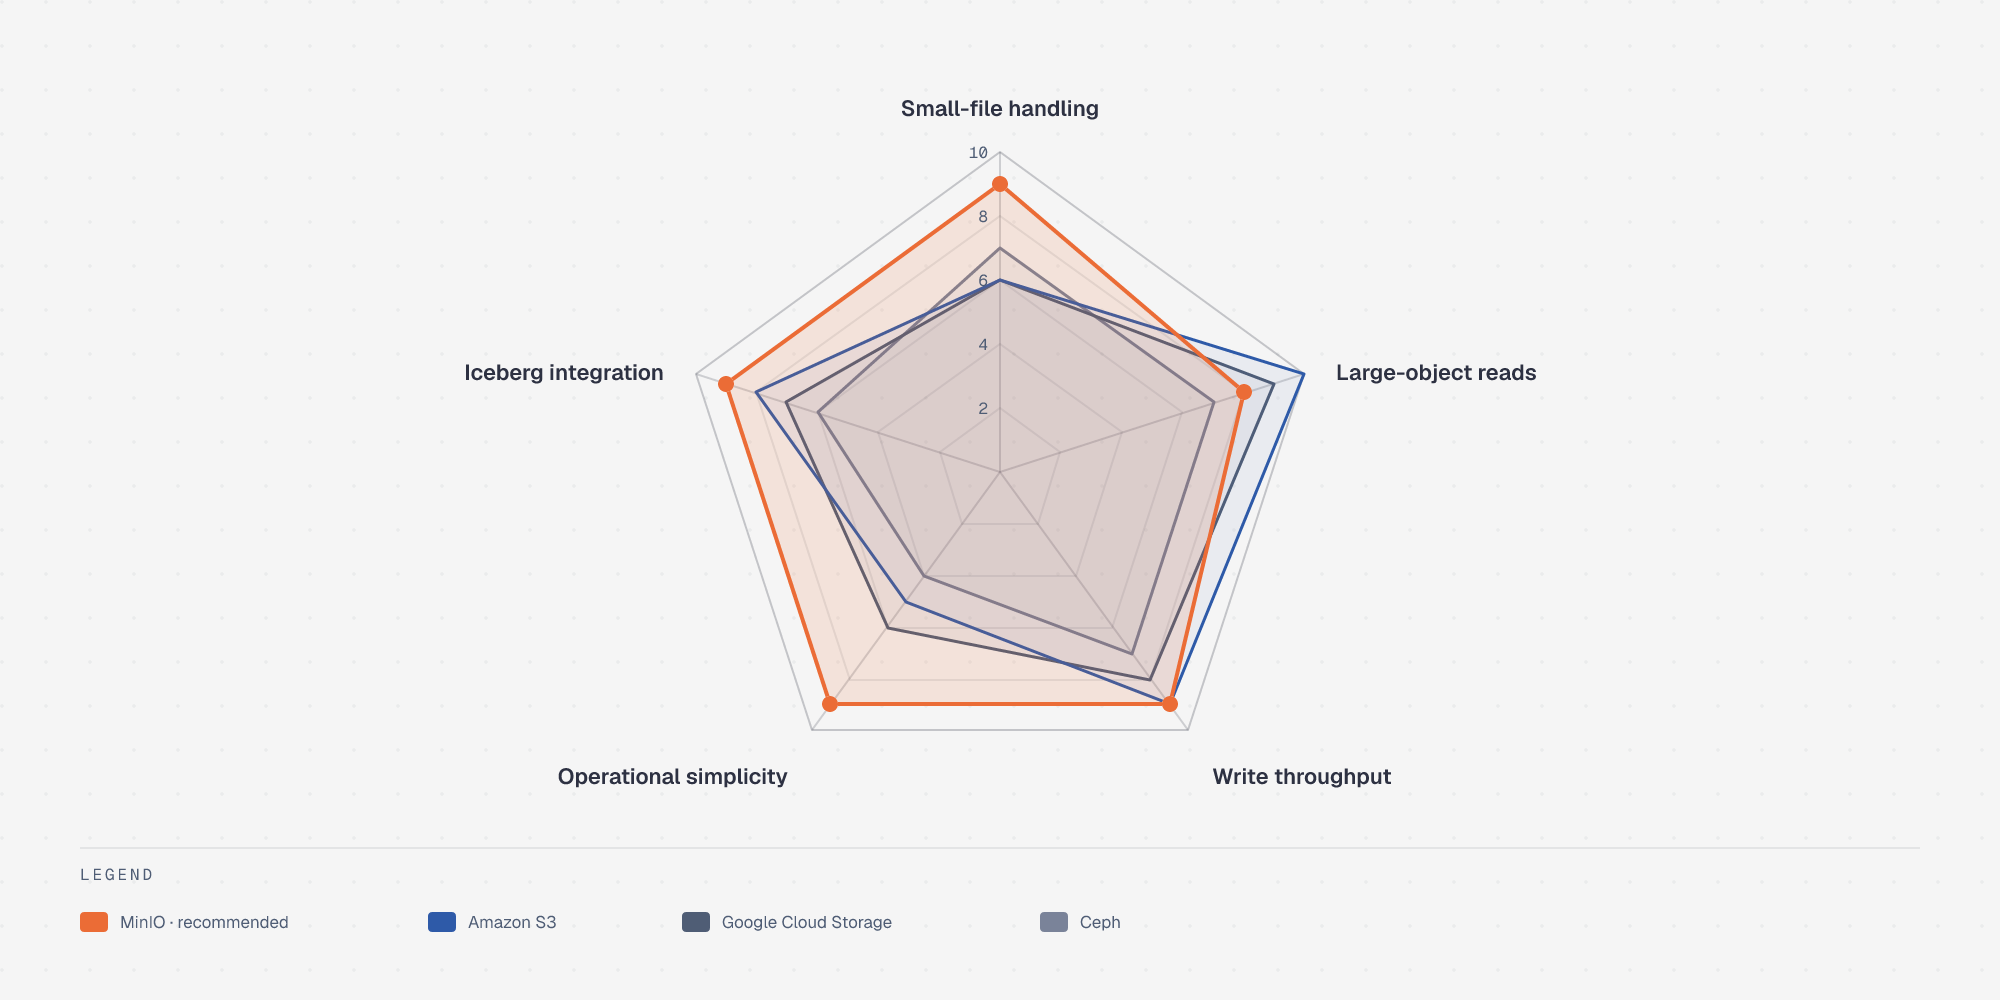 Small-file handling
10
8
6
4
2
Iceberg integration
Large-object reads
Operational simplicity
Write throughput
LEGEND
MinIO · recommended
Amazon S3
Google Cloud Storage
Ceph